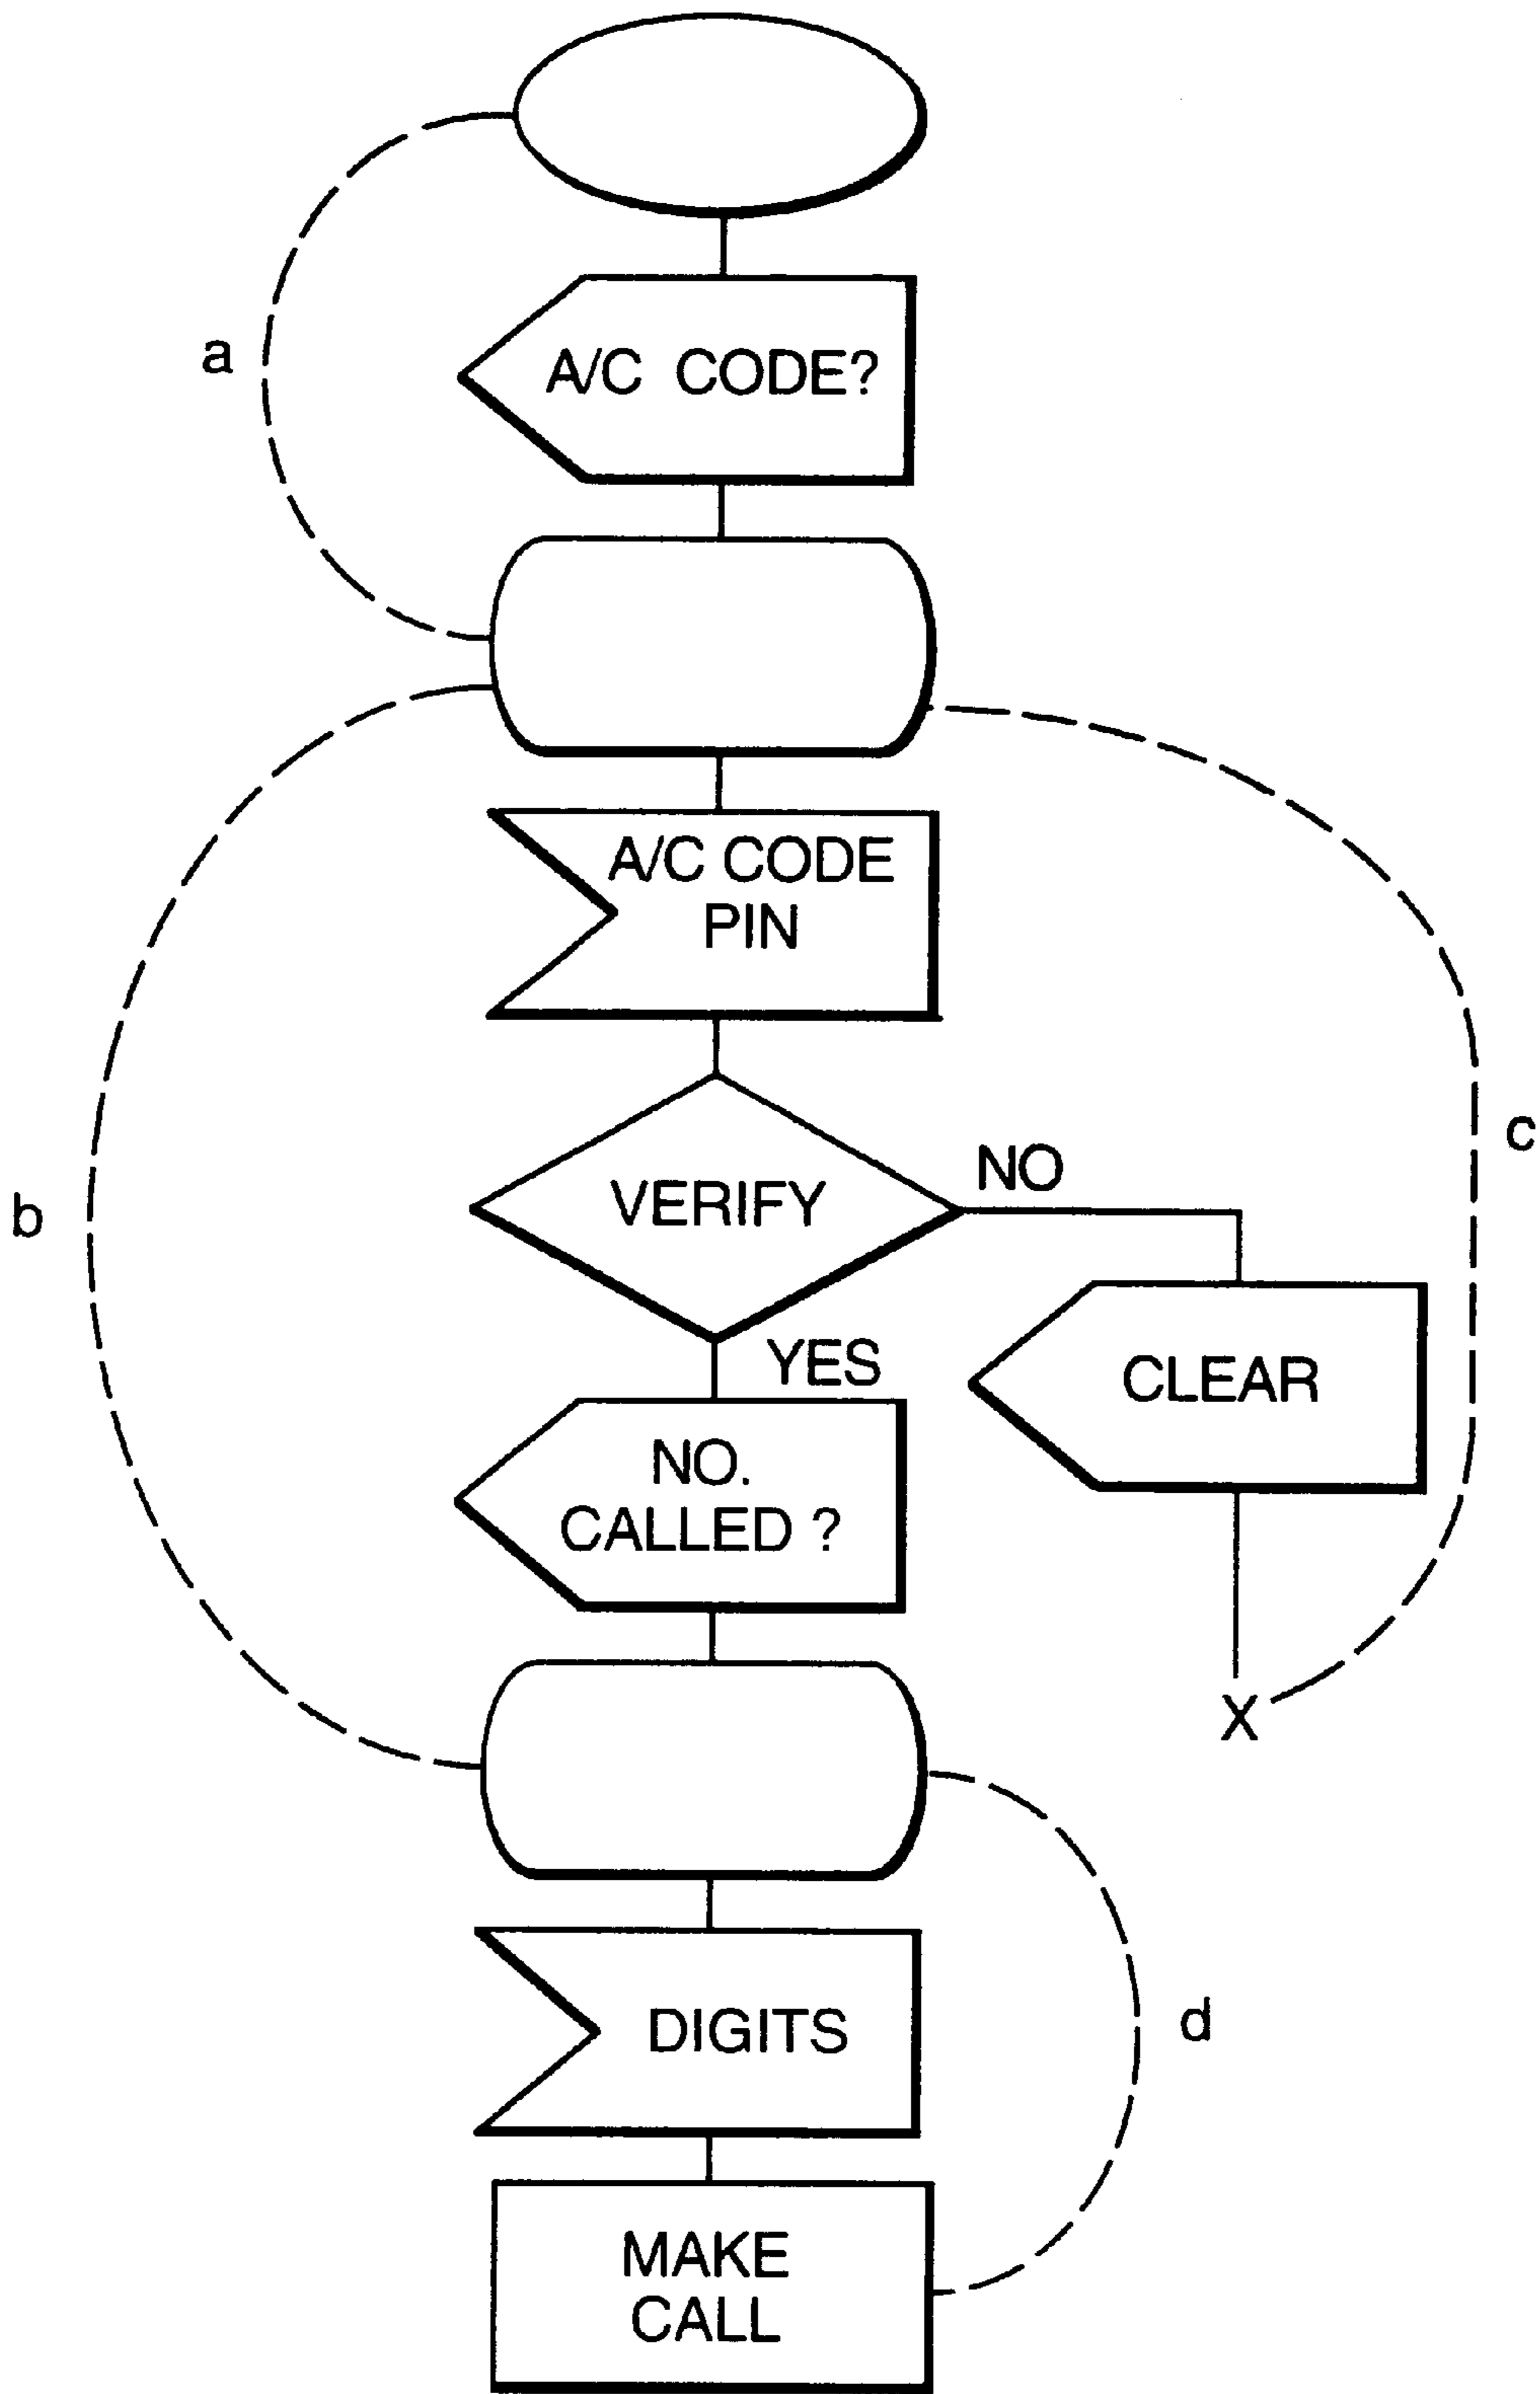 a
A/C CODE?
A/C CODE
PIN
c
NO
VERIFY
b
YES
CLEAR
NO.
CALLED ?
X
DIGITS
d
MAKE
CALL